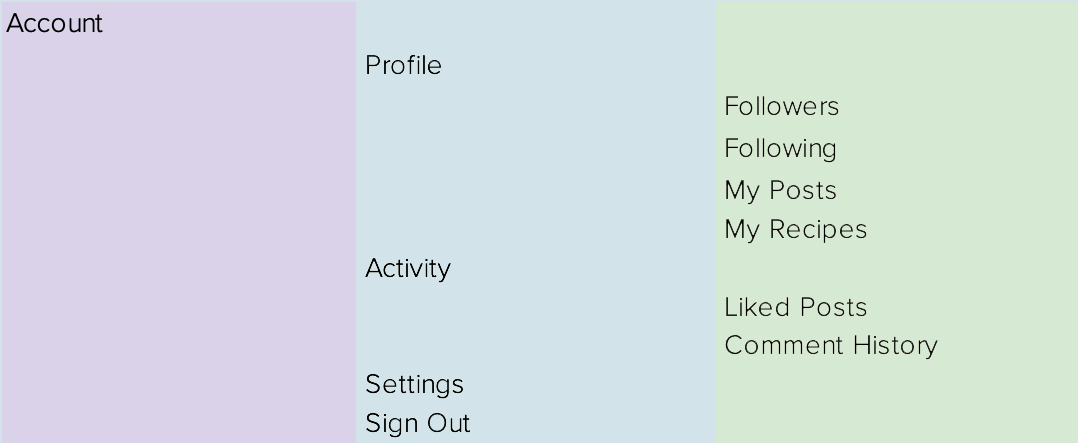 Account
Profile
Followers
Following
My Posts
My Recipes
Activity
Liked Posts
Comment History
Settings
Sign Out